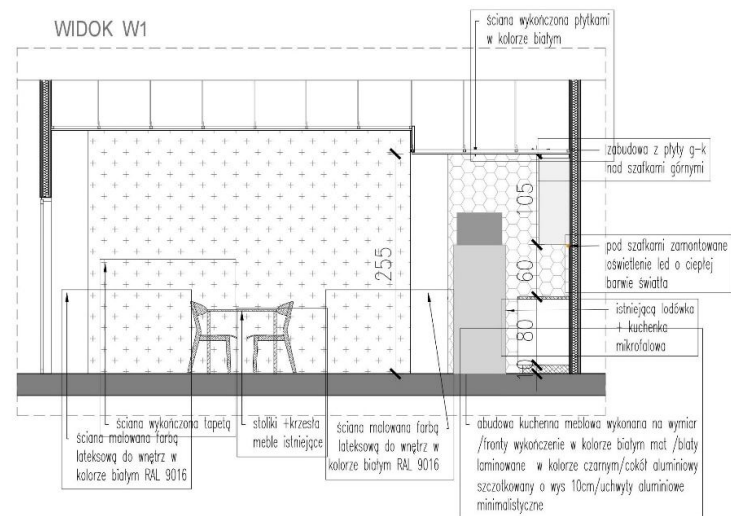 WIDOK W1
ściana wykończona płytkami
w kolorze białym
zabudowa z płyty g-k
nad szafkami górnymi
105
255
pod szafkami zamontowane
oświetlenie led o ciepłej
barwie światła
60
istniejącą lodówka
+ kuchenka
mikrofalowa
80
10
ściana wykończona tapetą
ściana malowana farbą
lateksową do wnętrz w
kolorze białym RAL 9016
stoliki +krzesła
meble istniejące
ściana malowana farbą
lateksową do wnętrz w
kolorze białym RAL 9016
abudowa kuchenna meblowa wykonana na wymiar
/fronty wykończenie w kolorze białym mat /blaty
laminowane w kolorze czarnym/cokół aluminiowy
szczotkowany o wys 10cm/uchwyty aluminiowe
minimalistyczne